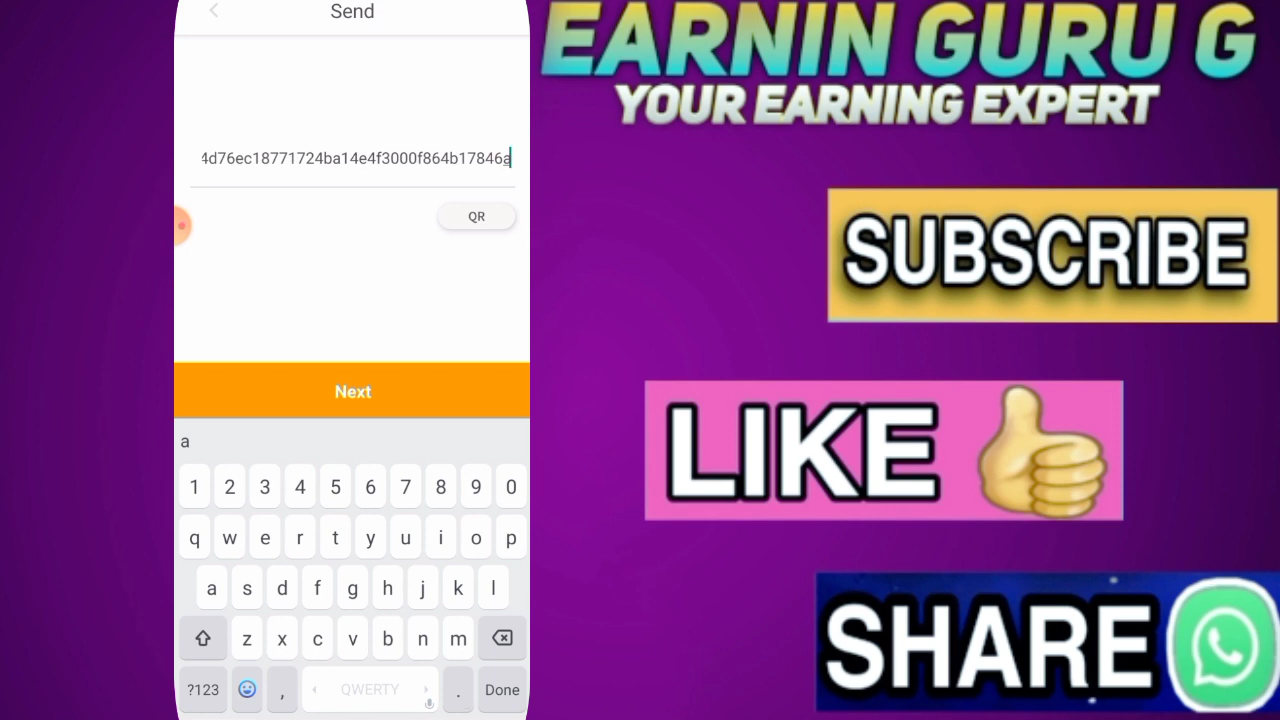 Send
4d76ec18771724ba14e4f3000f864b17846a
QR
Next
a
1 2 3 4 5 6 7 8 9 0
q w e r t y u i o p
a s d f g h j k l
z x c v b n m
?123 , QWERTY . Done
EARNIN GURU G
YOUR EARNING EXPERT
SUBSCRIBE
LIKE
SHARE